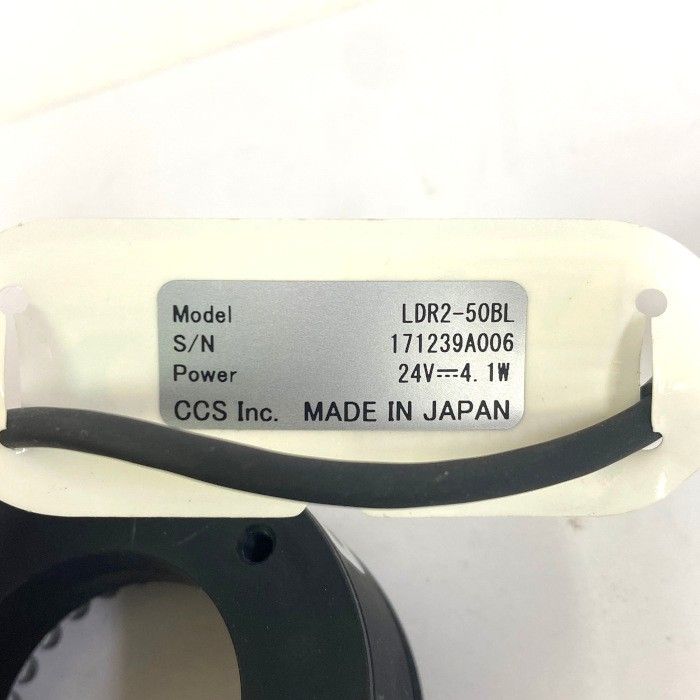 Model LDR2-50BL
S/N 171239A006
Power 24V⎓4.1W
CCS Inc. MADE IN JAPAN